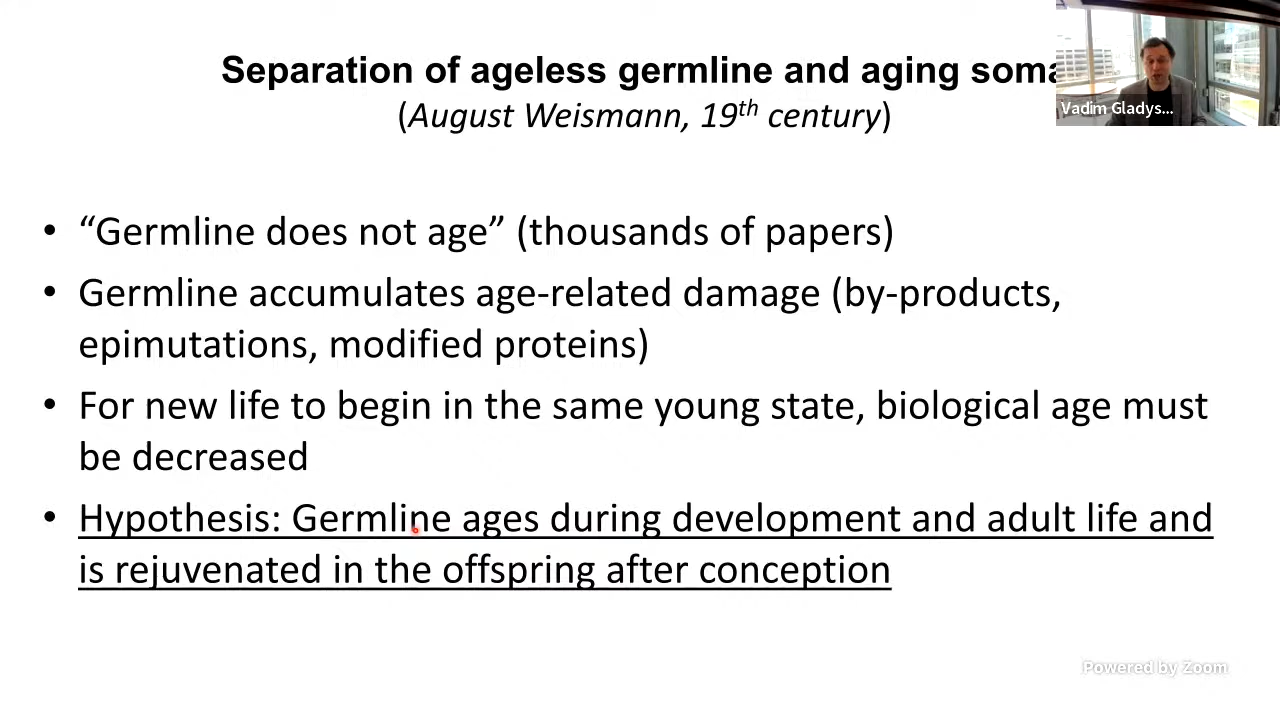 Separation of ageless germline and aging soma
(August Weismann, 19th century)
Vadim Gladys...
• “Germline does not age” (thousands of papers)
• Germline accumulates age-related damage (by-products,
epimutations, modified proteins)
• For new life to begin in the same young state, biological age must
be decreased
• Hypothesis: Germline ages during development and adult life and
is rejuvenated in the offspring after conception
Powered by Zoom